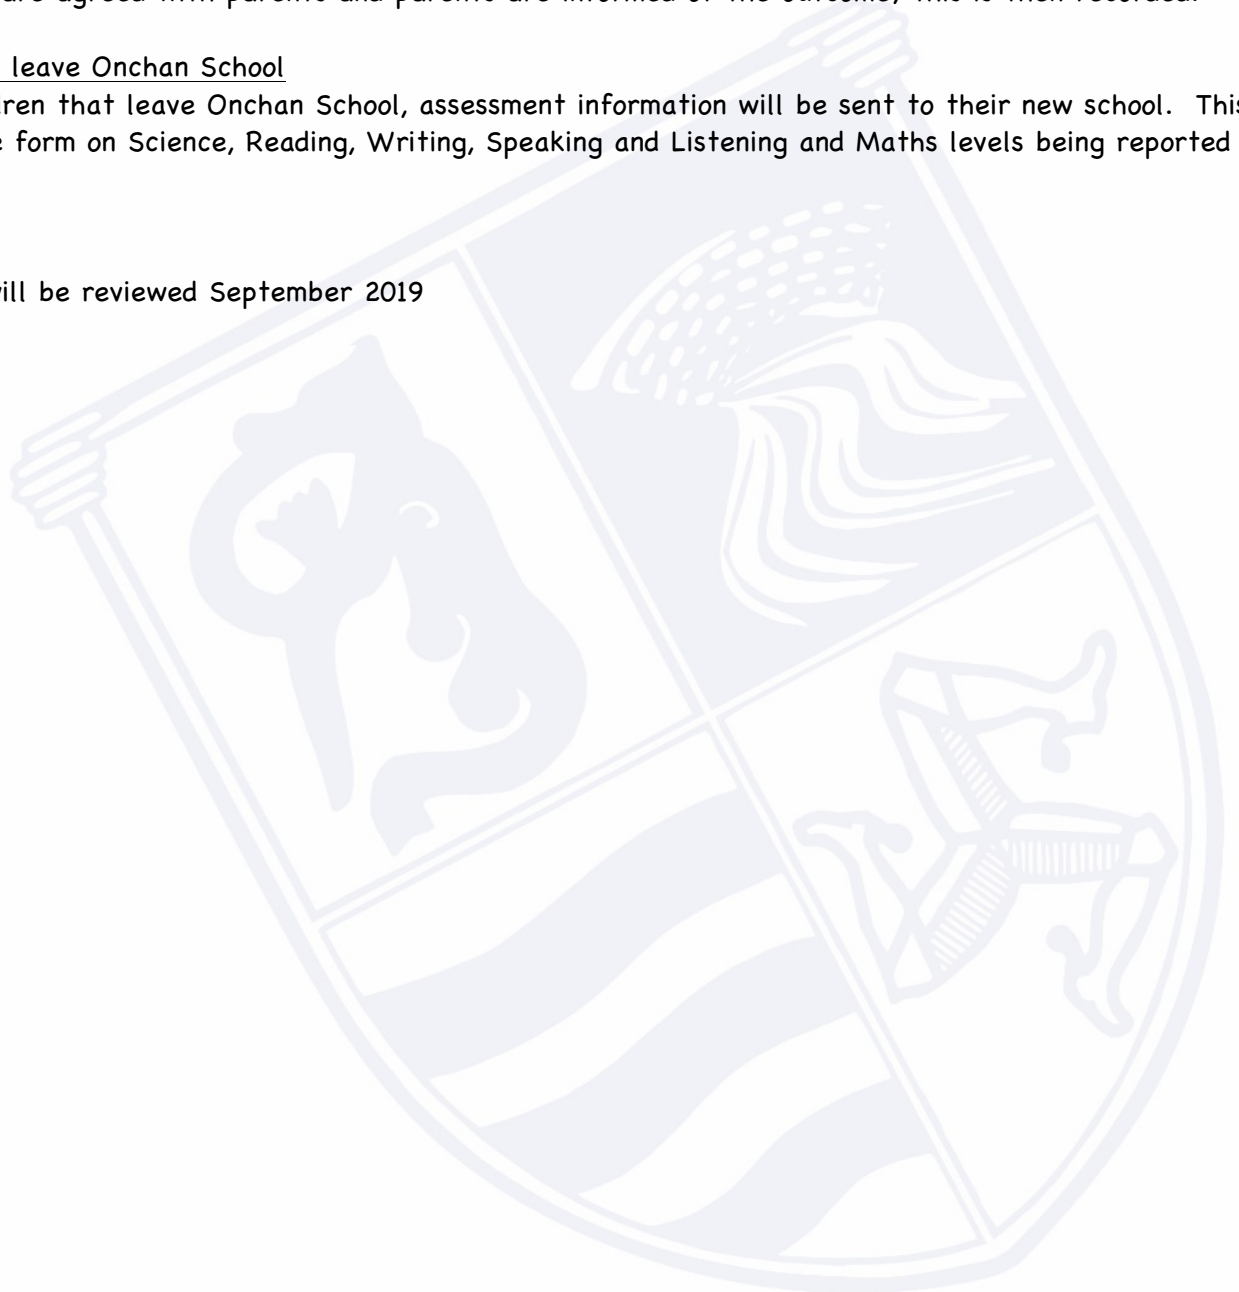 are agreed with parents and parents are informed of the outcome, this is then recorded.
leave Onchan School
dren that leave Onchan School, assessment information will be sent to their new school. This
e form on Science, Reading, Writing, Speaking and Listening and Maths levels being reported
will be reviewed September 2019